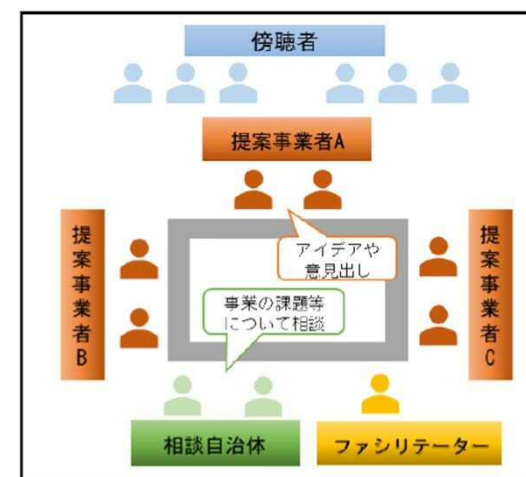 傍聴者
提案事業者A
提案事業者B
アイデアや
意見出し
事業の課題等
について相談
提案事業者C
相談自治体
ファシリテーター